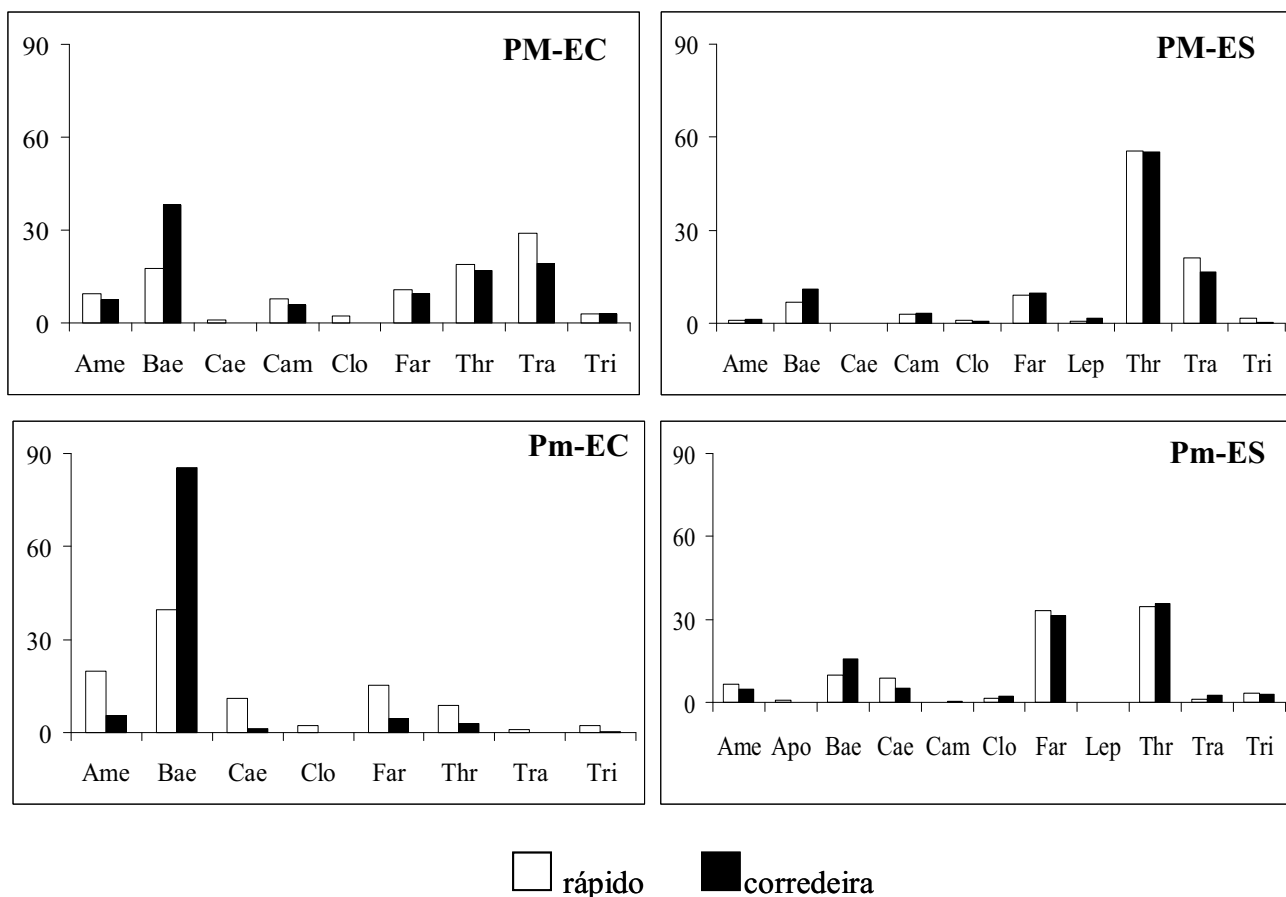 PM-EC
90
60
30
0
Ame Bae Cae Cam Clo Far Thr Tra Tri
PM-ES
90
60
30
0
Ame Bae Cae Cam Clo Far Lep Thr Tra Tri
Pm-EC
90
60
30
0
Ame Bae Cae Clo Far Thr Tra Tri
Pm-ES
90
60
30
0
Ame Apo Bae Cae Cam Clo Far Lep Thr Tra Tri
rápido corredeira